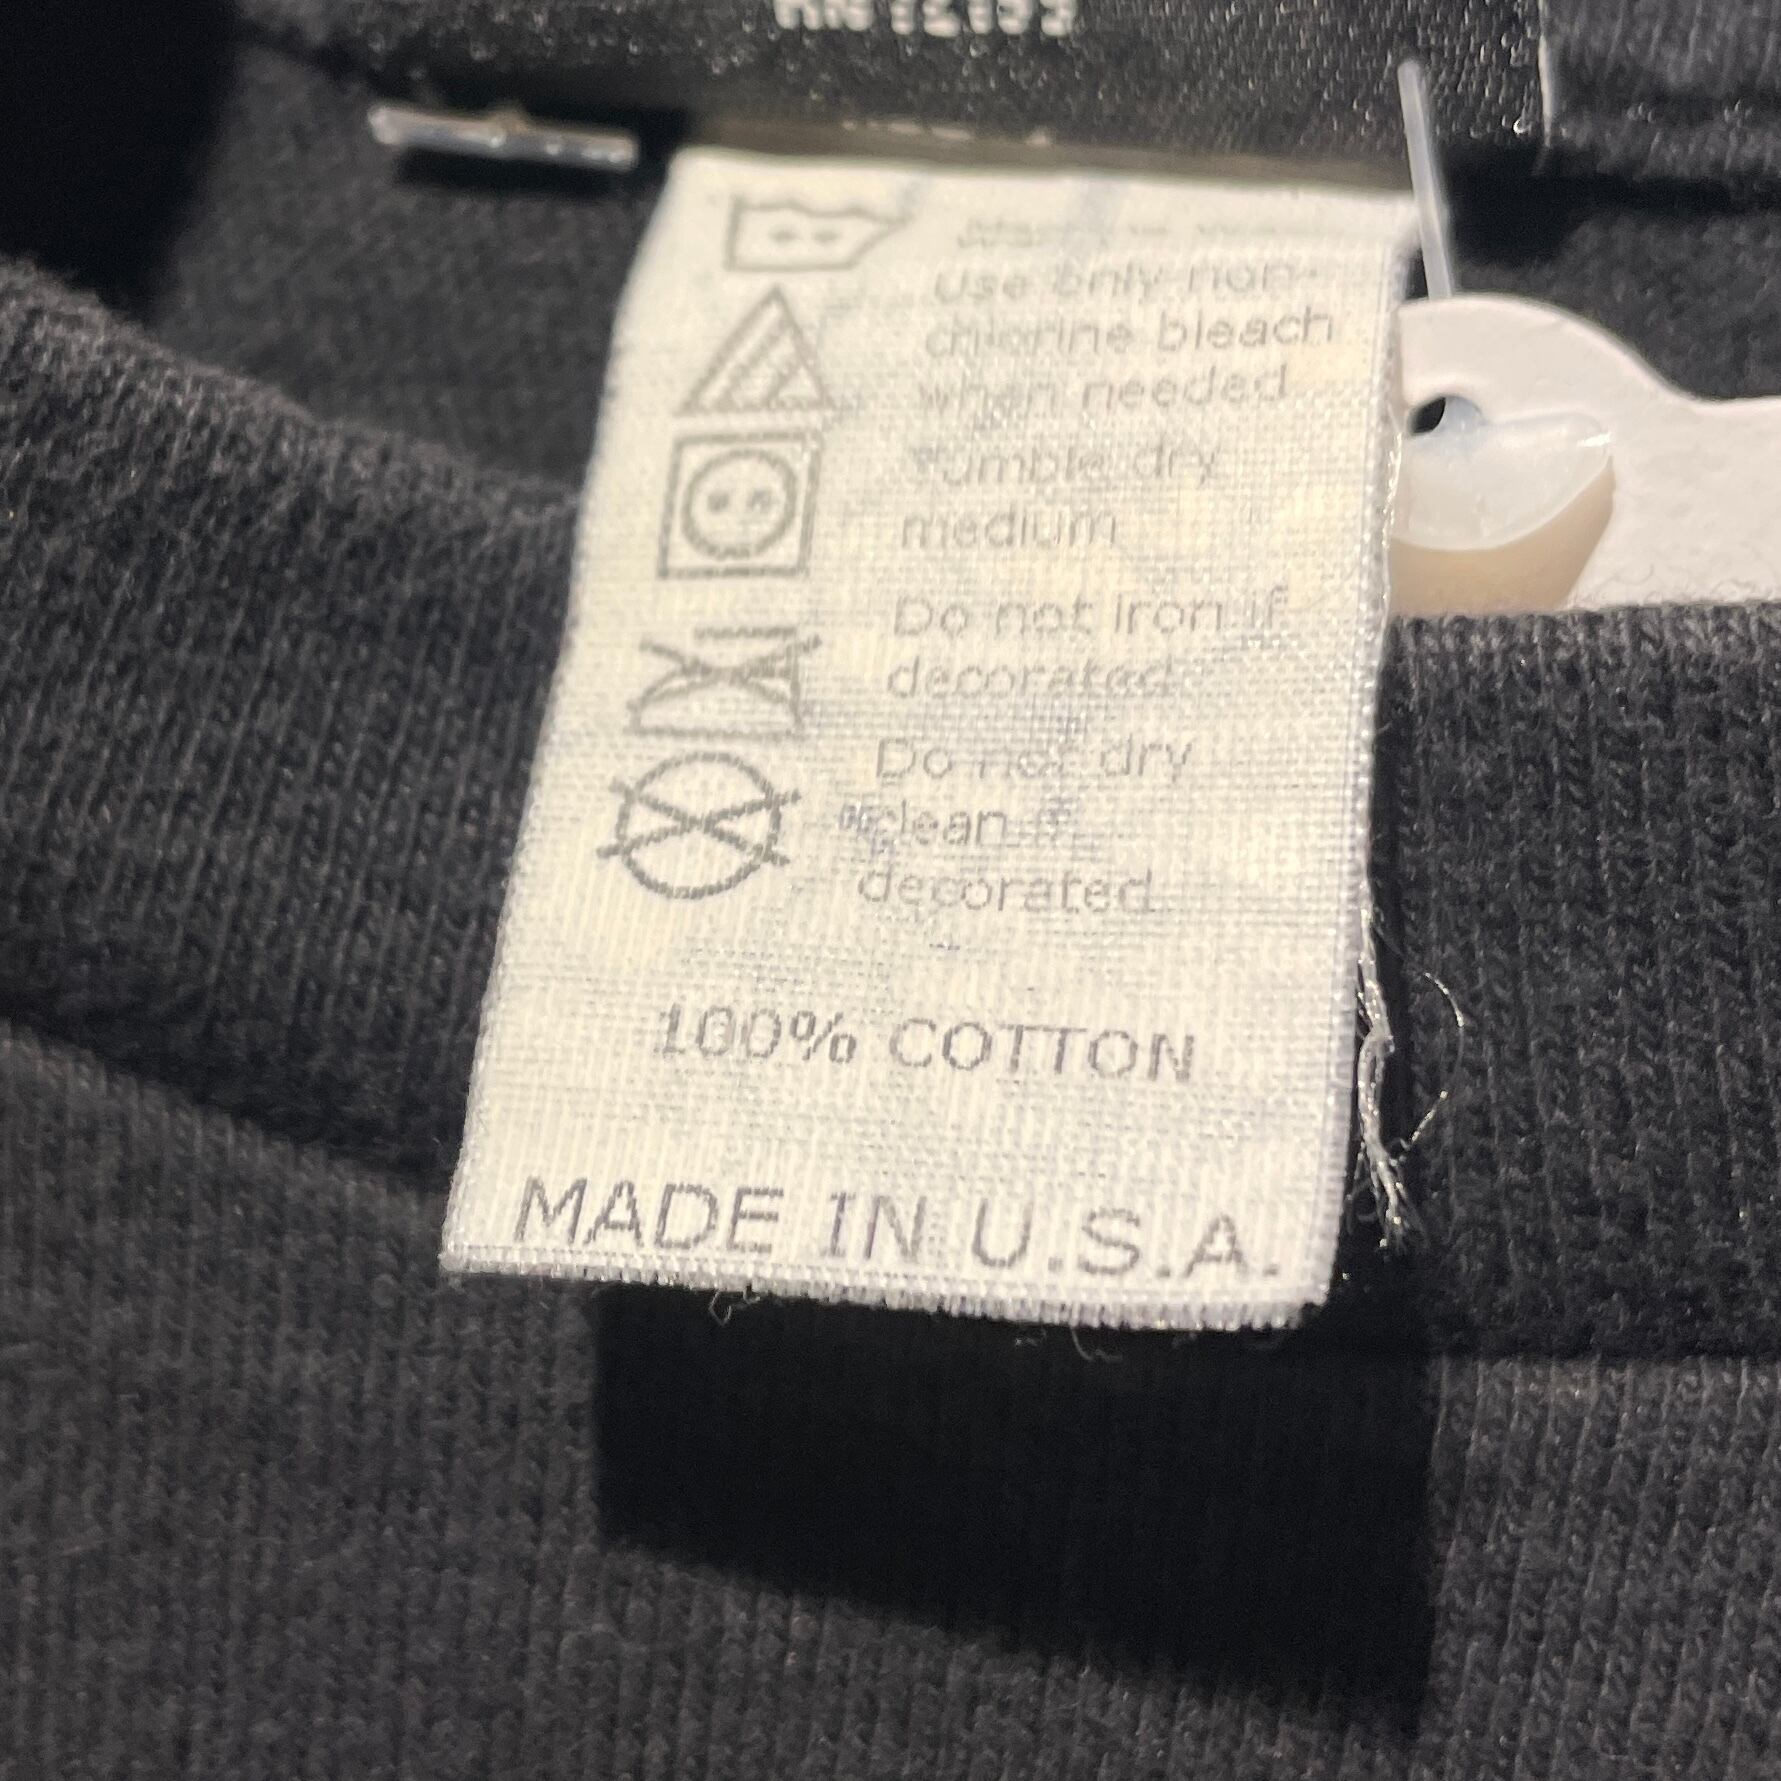 Use only non-
chlorine bleach
when needed
Tumble dry
medium
Do not iron if
decorated
Do not dry
clean if
decorated
100% COTTON
MADE IN U.S.A.